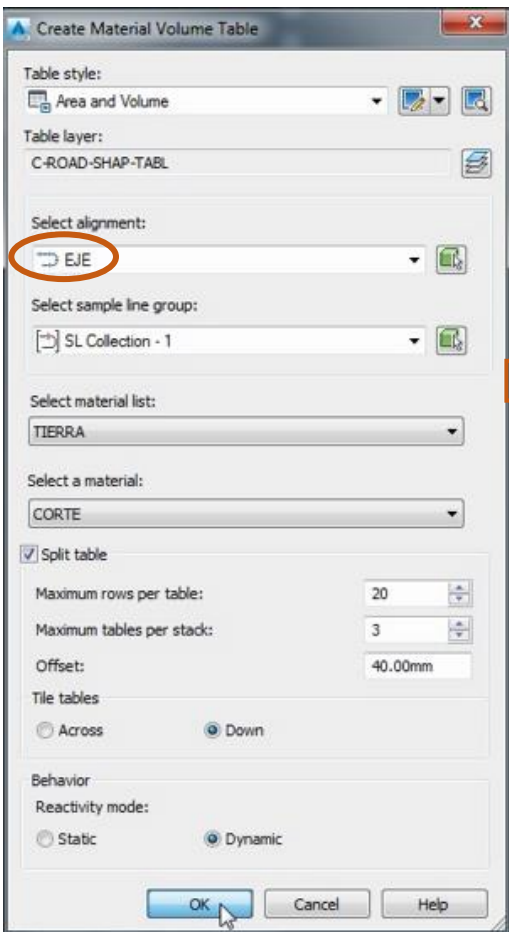 Create Material Volume Table
Table style:
Area and Volume
Table layer:
C-ROAD-SHAP-TABL
Select alignment:
EJE
Select sample line group:
SL Collection - 1
Select material list:
TIERRA
Select a material:
CORTE
Split table
Maximum rows per table: 20
Maximum tables per stack: 3
Offset: 40.00mm
Tile tables
Across Down
Behavior
Reactivity mode:
Static Dynamic
OK Cancel Help